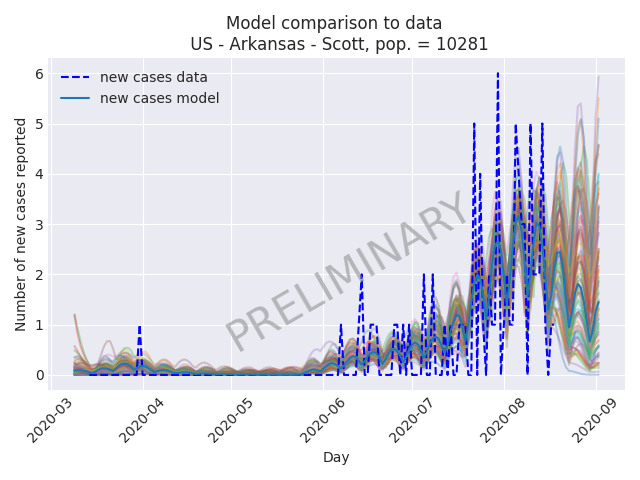 Model comparison to data
US - Arkansas - Scott, pop. = 10281
6
5
4
3
2
1
0
Number of new cases reported
new cases data
new cases model
PRELIMINARY
2020-03
2020-04
2020-05
2020-06
2020-07
2020-08
2020-09
Day